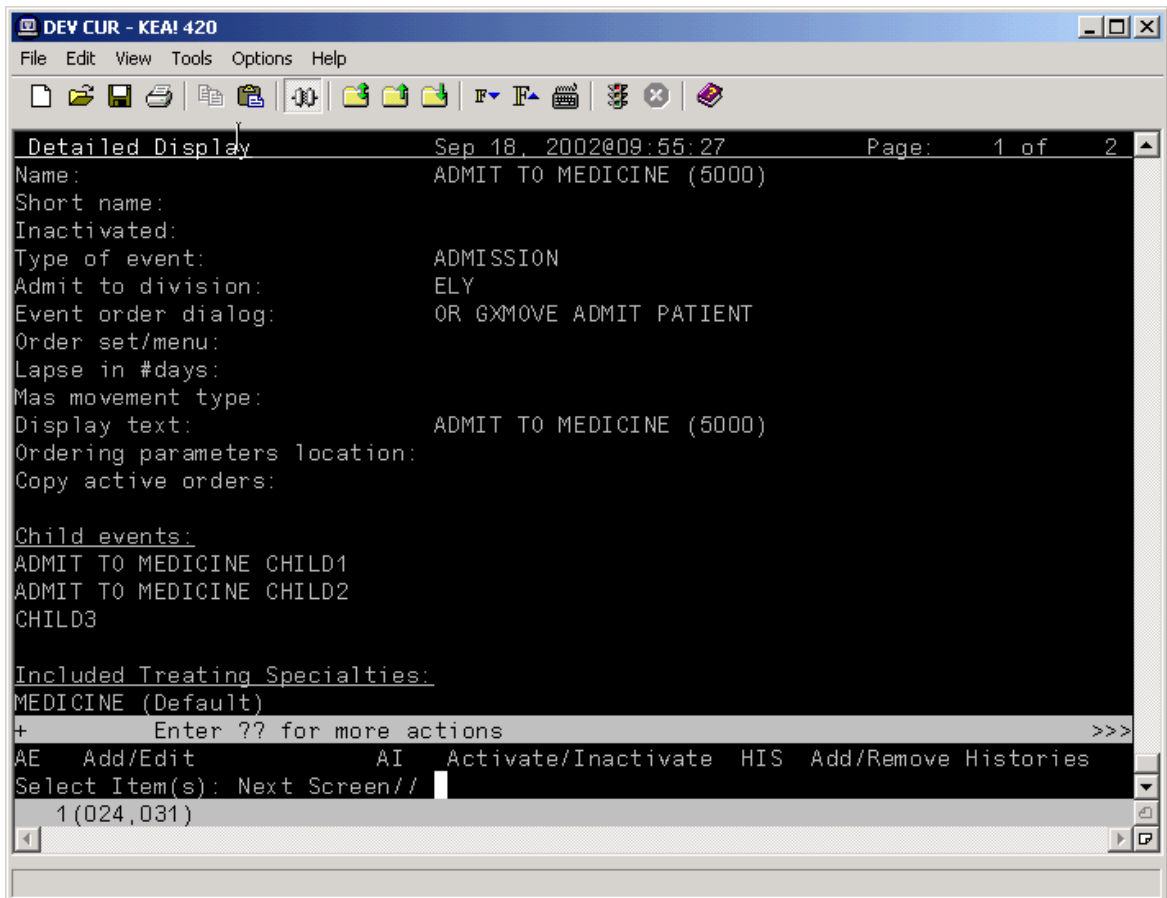 DEV CUR - KEA! 420
File Edit View Tools Options Help
Detailed Display Sep 18, 2002@09:55:27 Page: 1 of 2
Name: ADMIT TO MEDICINE (5000)
Short name:
Inactivated:
Type of event: ADMISSION
Admit to division: ELY
Event order dialog: OR GXMOVE ADMIT PATIENT
Order set/menu:
Lapse in #days:
Mas movement type:
Display text: ADMIT TO MEDICINE (5000)
Ordering parameters location:
Copy active orders:
Child events:
ADMIT TO MEDICINE CHILD1
ADMIT TO MEDICINE CHILD2
CHILD3
Included Treating Specialties:
MEDICINE (Default)
+ Enter ?? for more actions >>>
AE Add/Edit AI Activate/Inactivate HIS Add/Remove Histories
Select Item(s): Next Screen//
1(024,031)